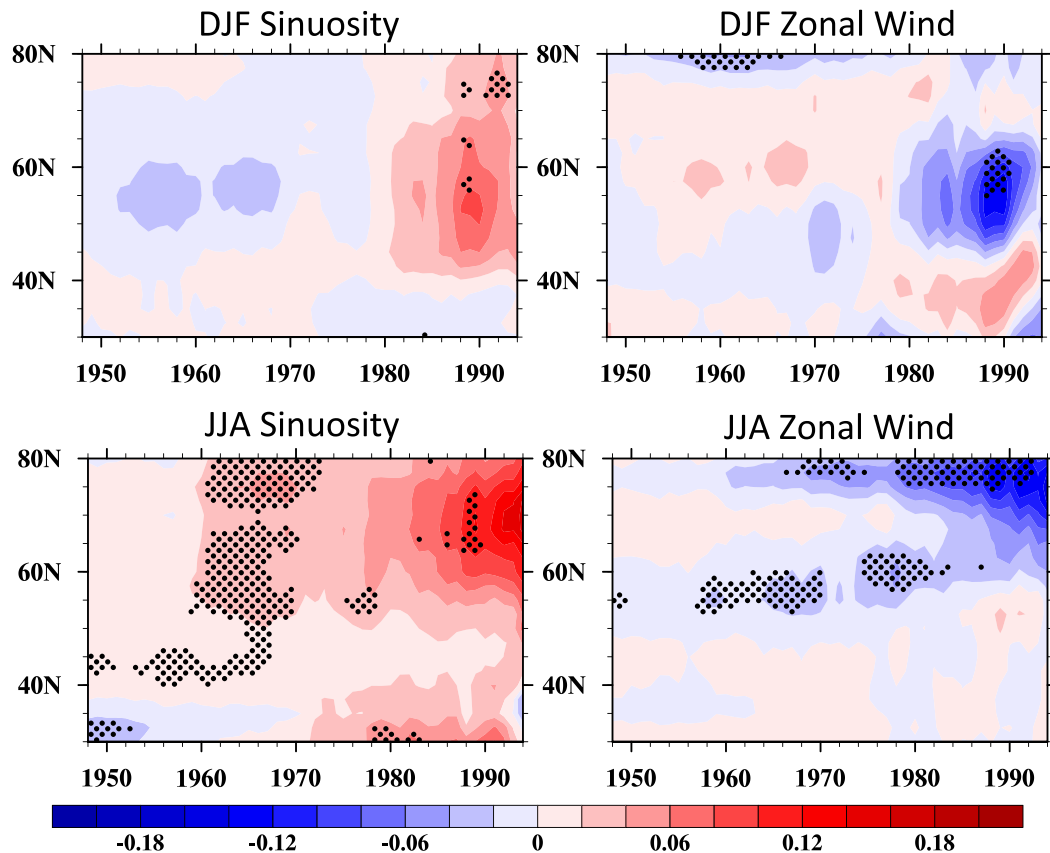 DJF Sinuosity DJF Zonal Wind
80N 80N
60N 60N
40N 40N
1950 1960 1970 1980 1990 1950 1960 1970 1980 1990
JJA Sinuosity JJA Zonal Wind
80N 80N
60N 60N
40N 40N
1950 1960 1970 1980 1990 1950 1960 1970 1980 1990
-0.18 -0.12 -0.06 0 0.06 0.12 0.18